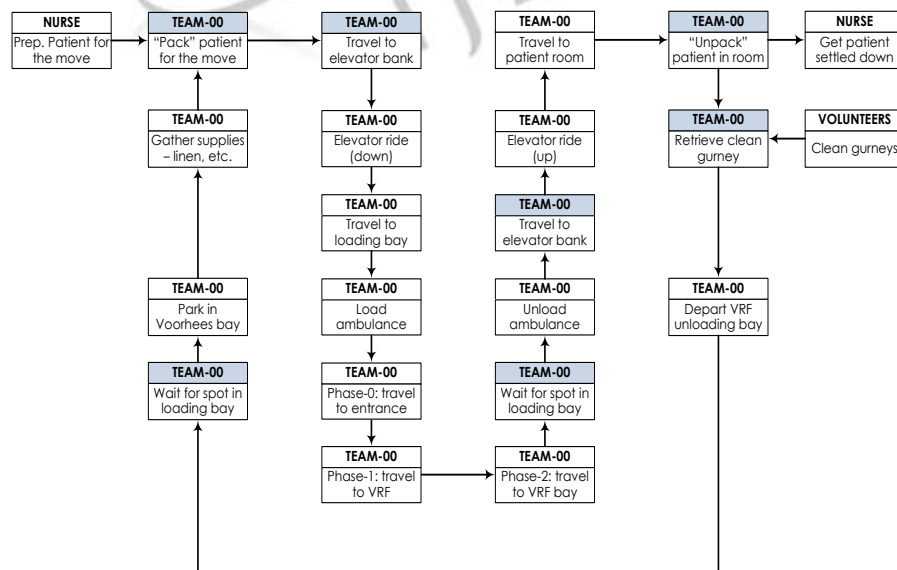 NURSE
Prep. Patient for
the move
TEAM-00
“Pack” patient
for the move
TEAM-00
Travel to
elevator bank
TEAM-00
Travel to
patient room
TEAM-00
“Unpack”
patient in room
NURSE
Get patient
settled down
TEAM-00
Gather supplies
– linen, etc.
TEAM-00
Elevator ride
(down)
TEAM-00
Elevator ride
(up)
TEAM-00
Retrieve clean
gurney
VOLUNTEERS
Clean gurneys
TEAM-00
Travel to
loading bay
TEAM-00
Travel to
elevator bank
TEAM-00
Park in
Voorhees bay
TEAM-00
Load
ambulance
TEAM-00
Unload
ambulance
TEAM-00
Depart VRF
unloading bay
TEAM-00
Wait for spot in
loading bay
TEAM-00
Phase-0: travel
to entrance
TEAM-00
Wait for spot in
loading bay
TEAM-00
Phase-1: travel
to VRF
TEAM-00
Phase-2: travel
to VRF bay